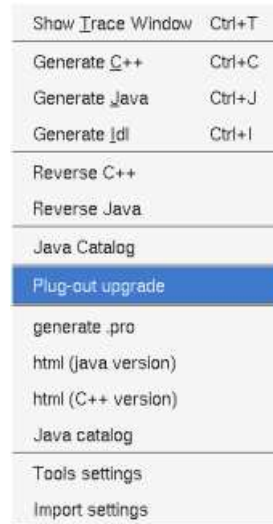 Show Trace Window Ctrl+T
Generate C++ Ctrl+C
Generate Java Ctrl+J
Generate Idl Ctrl+I
Reverse C++
Reverse Java
Java Catalog
Plug-out upgrade
generate .pro
html (java version)
html (C++ version)
Java catalog
Tools settings
Import settings